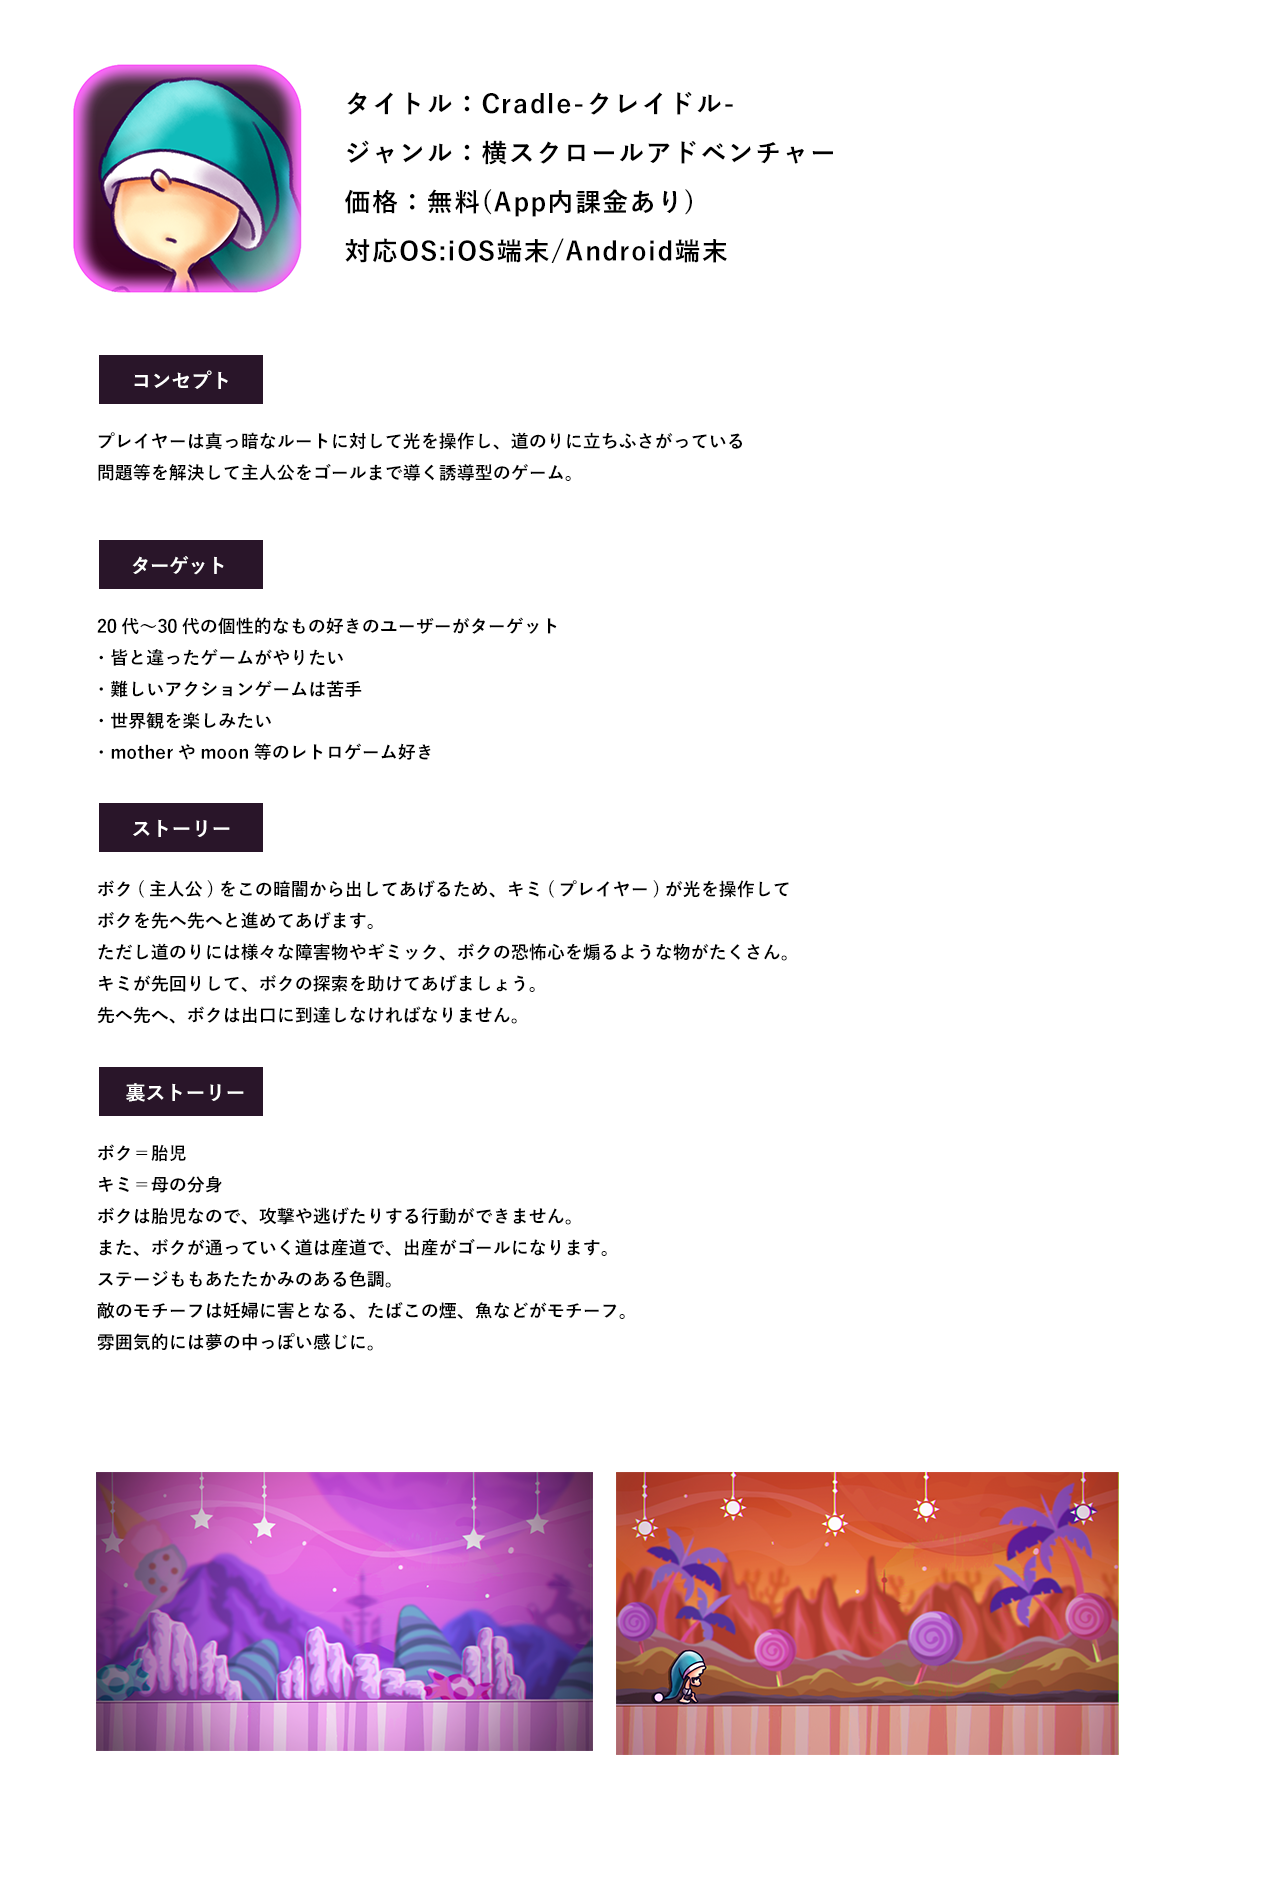 タイトル：Cradle-クレイドル-
ジャンル：横スクロールアドベンチャー
価格：無料(App内課金あり)
対応OS:iOS端末/Android端末
コンセプト
プレイヤーは真っ暗なルートに対して光を操作し、道のりに立ちふさがっている
問題等を解決して主人公をゴールまで導く誘導型のゲーム。
ターゲット
20 代～30 代の個性的なもの好きのユーザーがターゲット
・皆と違ったゲームがやりたい
・難しいアクションゲームは苦手
・世界観を楽しみたい
・mother や moon 等のレトロゲーム好き
ストーリー
ボク ( 主人公 ) をこの暗闇から出してあげるため、キミ ( プレイヤー ) が光を操作して
ボクを先へ先へと進めてあげます。
ただし道のりには様々な障害物やギミック、ボクの恐怖心を煽るような物がたくさん。
キミが先回りして、ボクの探索を助けてあげましょう。
先へ先へ、ボクは出口に到達しなければなりません。
裏ストーリー
ボク＝胎児
キミ＝母の分身
ボクは胎児なので、攻撃や逃げたりする行動ができません。
また、ボクが通っていく道は産道で、出産がゴールになります。
ステージももあたたかみのある色調。
敵のモチーフは妊婦に害となる、たばこの煙、魚などがモチーフ。
雰囲気的には夢の中っぽい感じに。